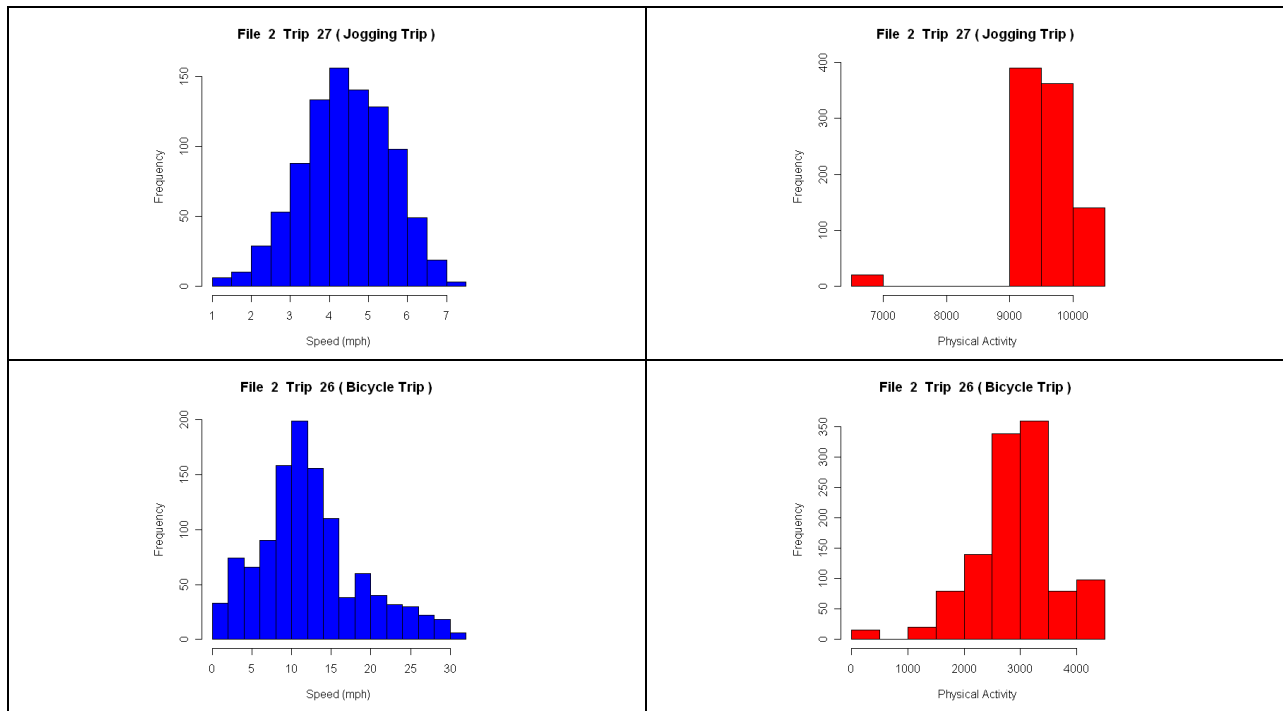 File 2 Trip 27 ( Jogging Trip )
Frequency
150
100
50
0
1 2 3 4 5 6 7
Speed (mph)
File 2 Trip 27 ( Jogging Trip )
Frequency
400
300
200
100
0
7000 8000 9000 10000
Physical Activity
File 2 Trip 26 ( Bicycle Trip )
Frequency
200
150
100
50
0
0 5 10 15 20 25 30
Speed (mph)
File 2 Trip 26 ( Bicycle Trip )
Frequency
350
300
250
200
150
100
50
0
0 1000 2000 3000 4000
Physical Activity